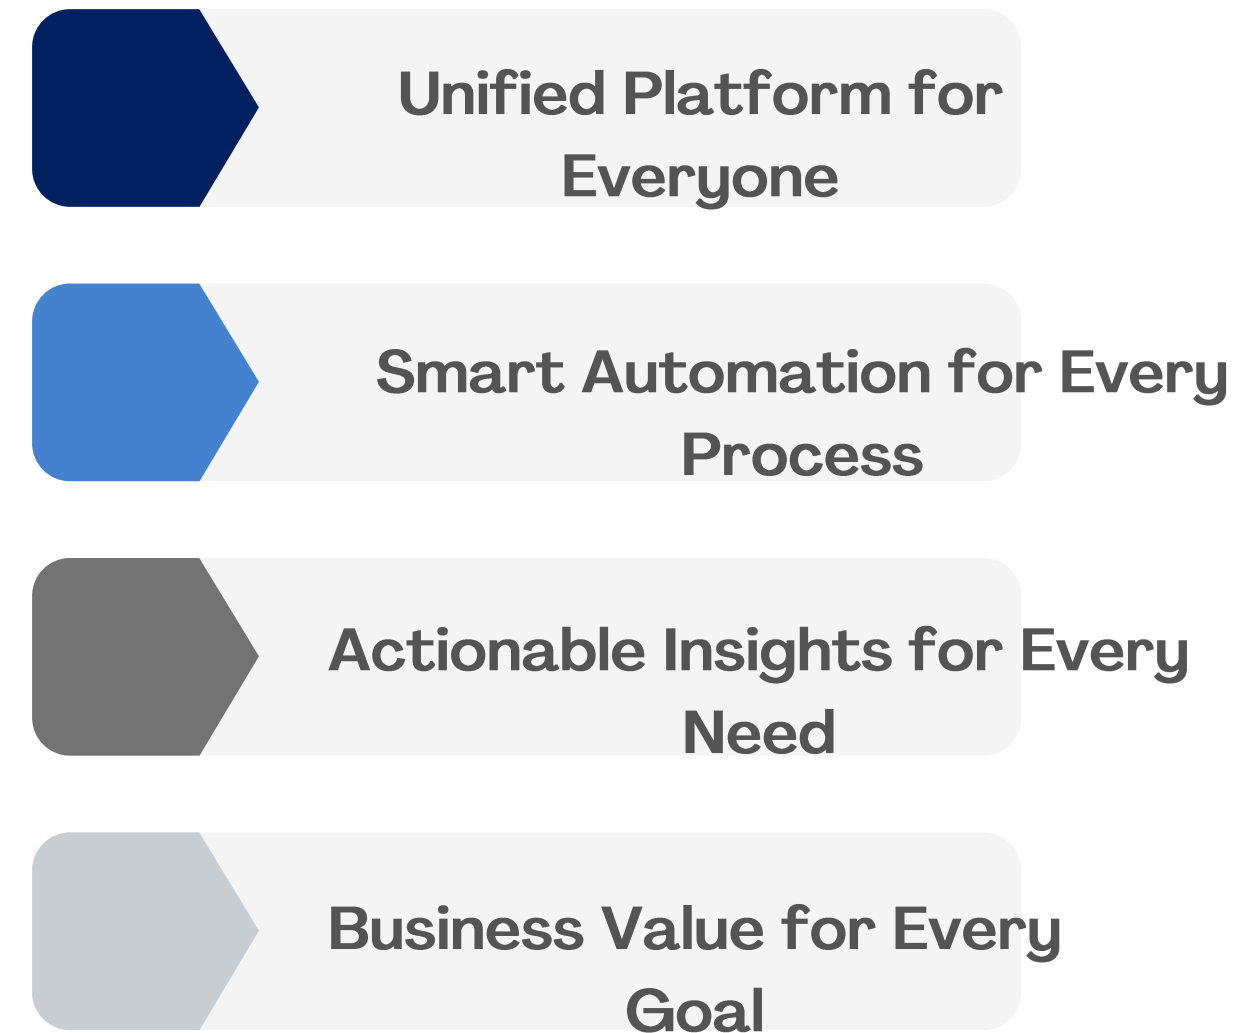 Unified Platform for
Everyone
Smart Automation for Every
Process
Actionable Insights for Every
Need
Business Value for Every
Goal